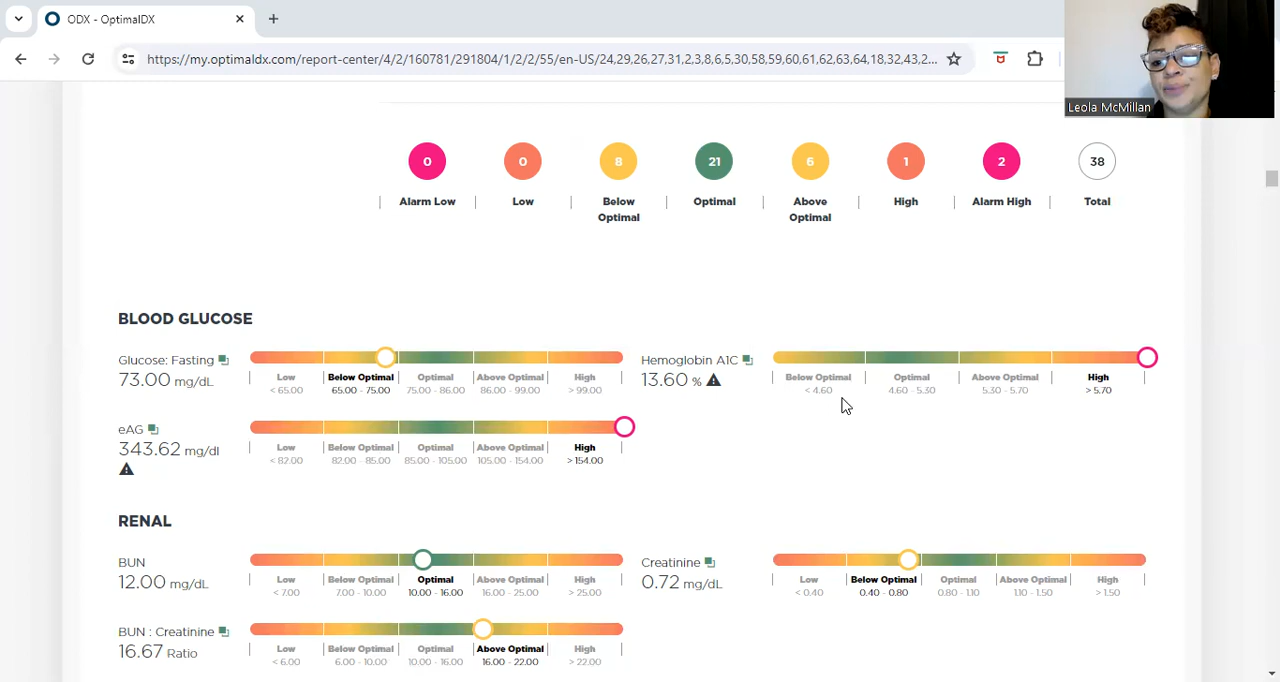 ODX - OptimalDX
https://my.optimaldx.com/report-center/4/2/160781/291804/1/2/2/55/en-US/24,29,26,27,31,2,3,8,6,5,30,58,59,60,61,62,63,64,18,32,43,2...
Leola McMillan
0 0 8 21 6 1 2 38
Alarm Low Low Below Optimal Optimal Above Optimal High Alarm High Total
BLOOD GLUCOSE
Glucose: Fasting
73.00 mg/dL
Low Below Optimal Optimal Above Optimal High
< 65.00 65.00 - 75.00 75.00 - 86.00 86.00 - 99.00 > 99.00
Hemoglobin A1C
13.60 %
Below Optimal Optimal Above Optimal High
< 4.60 4.60 - 5.30 5.30 - 5.70 > 5.70
eAG
343.62 mg/dl
Low Below Optimal Optimal Above Optimal High
< 82.00 82.00 - 85.00 85.00 - 105.00 105.00 - 154.00 > 154.00
RENAL
BUN
12.00 mg/dL
Low Below Optimal Optimal Above Optimal High
< 7.00 7.00 - 10.00 10.00 - 16.00 16.00 - 25.00 > 25.00
Creatinine
0.72 mg/dL
Low Below Optimal Optimal Above Optimal High
< 0.40 0.40 - 0.80 0.80 - 1.10 1.10 - 1.50 > 1.50
BUN : Creatinine
16.67 Ratio
Low Below Optimal Optimal Above Optimal High
< 6.00 6.00 - 10.00 10.00 - 16.00 16.00 - 22.00 > 22.00